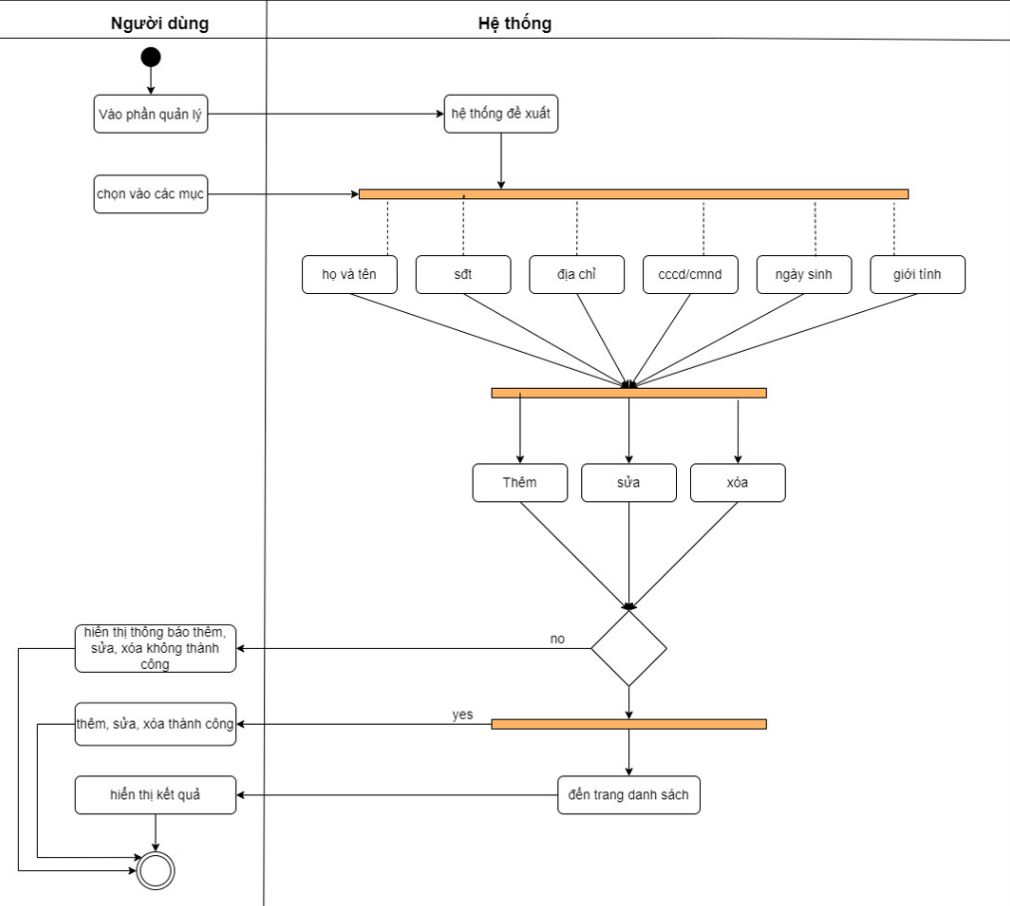 Người dùng
Hệ thống
Vào phần quản lý
hệ thống đề xuất
chọn vào các mục
họ và tên
sđt
địa chỉ
cccd/cmnd
ngày sinh
giới tính
Thêm
sửa
xóa
no
hiển thị thông báo thêm,
sửa, xóa không thành
công
yes
thêm, sửa, xóa thành công
hiển thị kết quả
đến trang danh sách